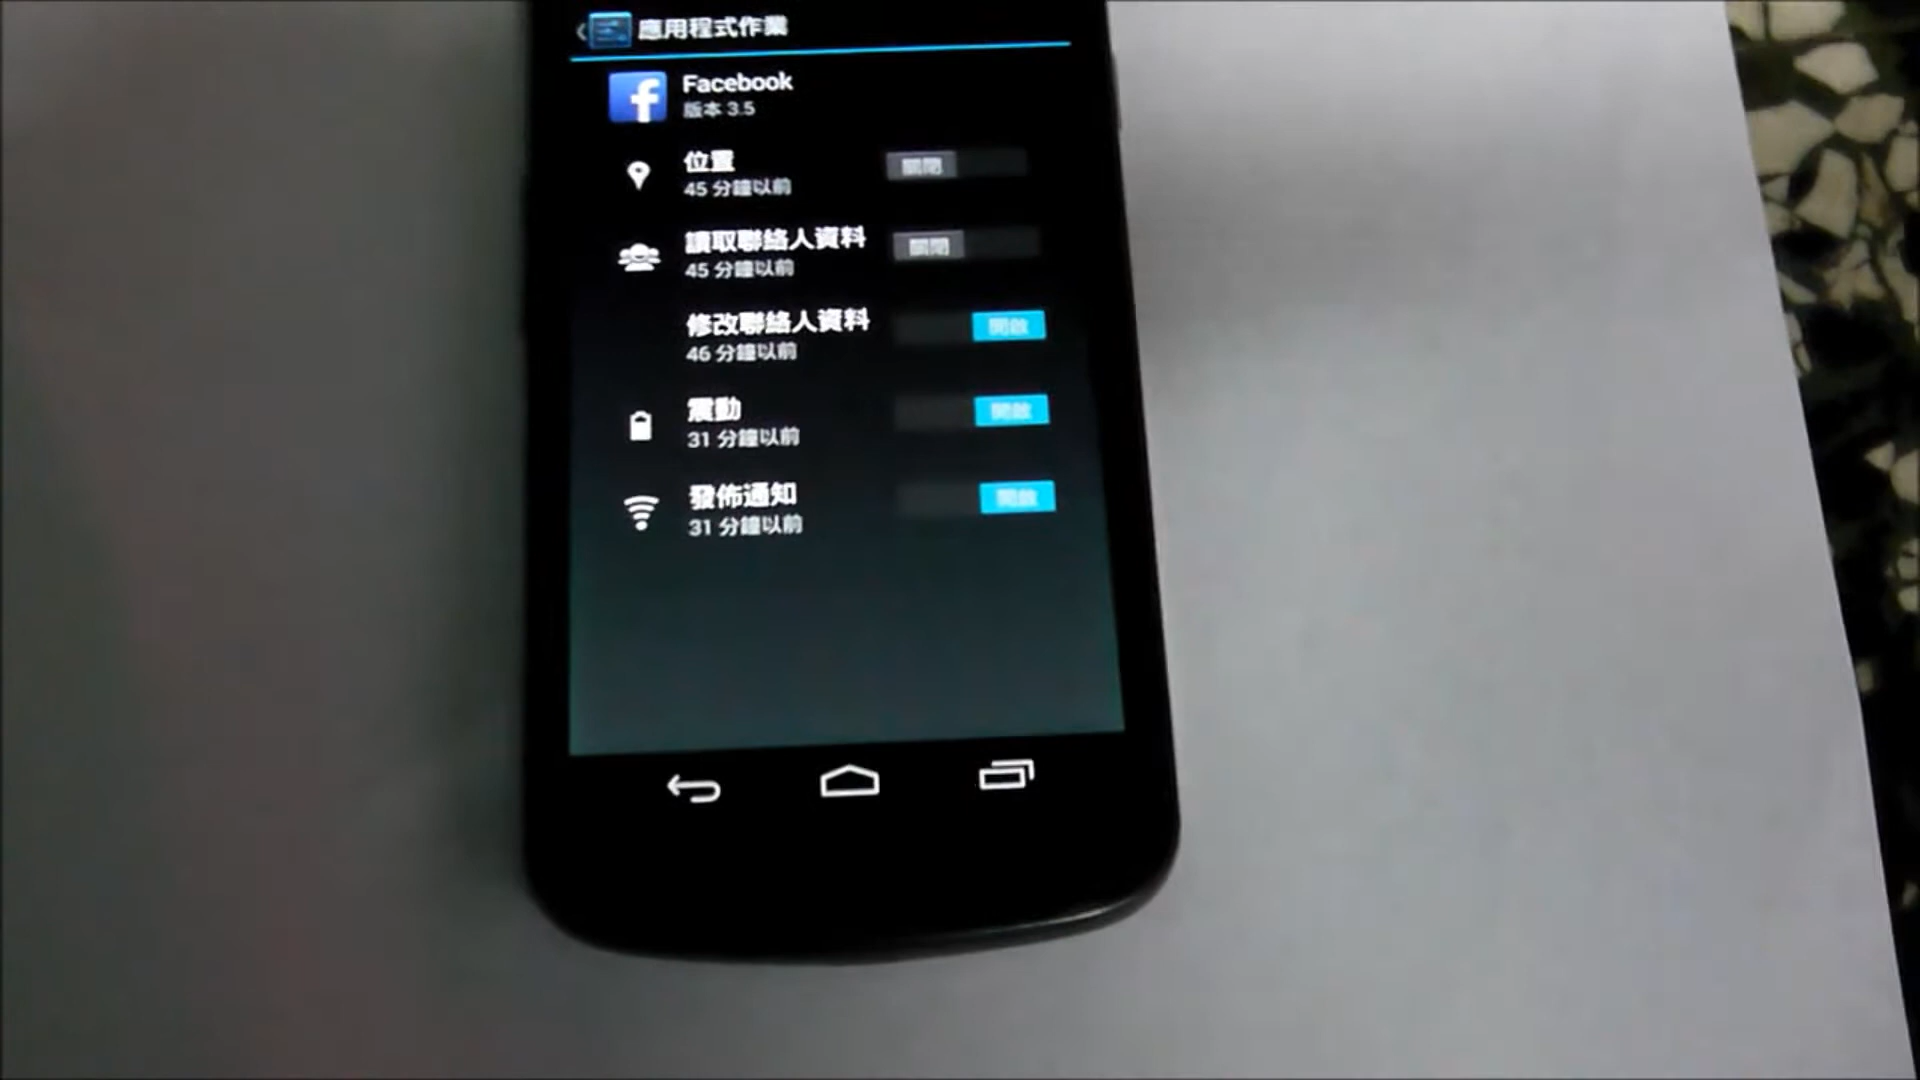 應用程式作業
Facebook
版本 3.5
位置
45 分鐘以前
關閉
讀取聯絡人資料
45 分鐘以前
關閉
修改聯絡人資料
46 分鐘以前
開啟
震動
31 分鐘以前
開啟
發佈通知
31 分鐘以前
開啟